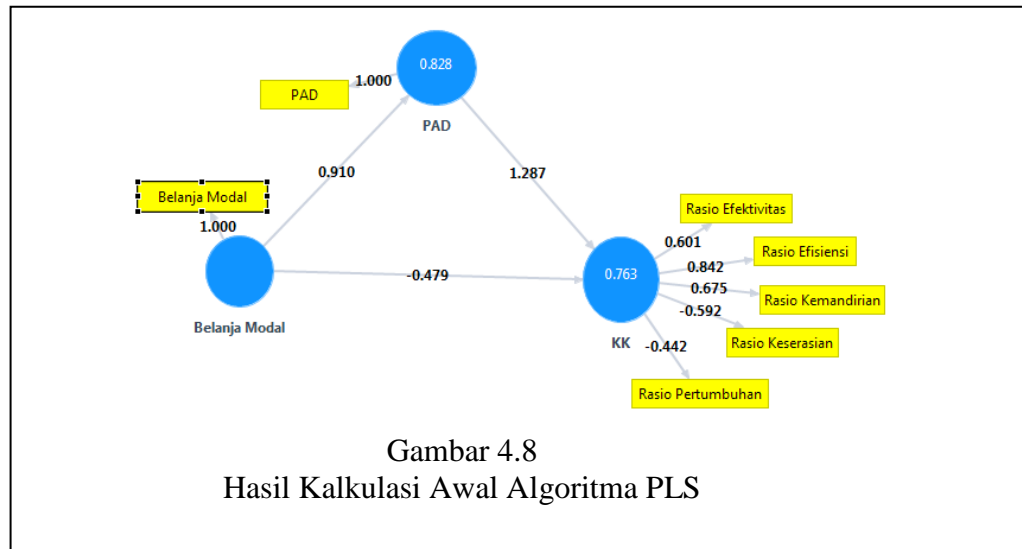 0.828
1.000
PAD
PAD
0.910
1.287
Belanja Modal
1.000
Rasio Efektivitas
0.601
Rasio Efisiensi
0.842
-0.479
0.763
0.675
Rasio Kemandirian
-0.592
Belanja Modal
KK
-0.442
Rasio Keserasian
Rasio Pertumbuhan
Gambar 4.8
Hasil Kalkulasi Awal Algoritma PLS